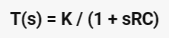 T(s) = K / (1 + sRC)